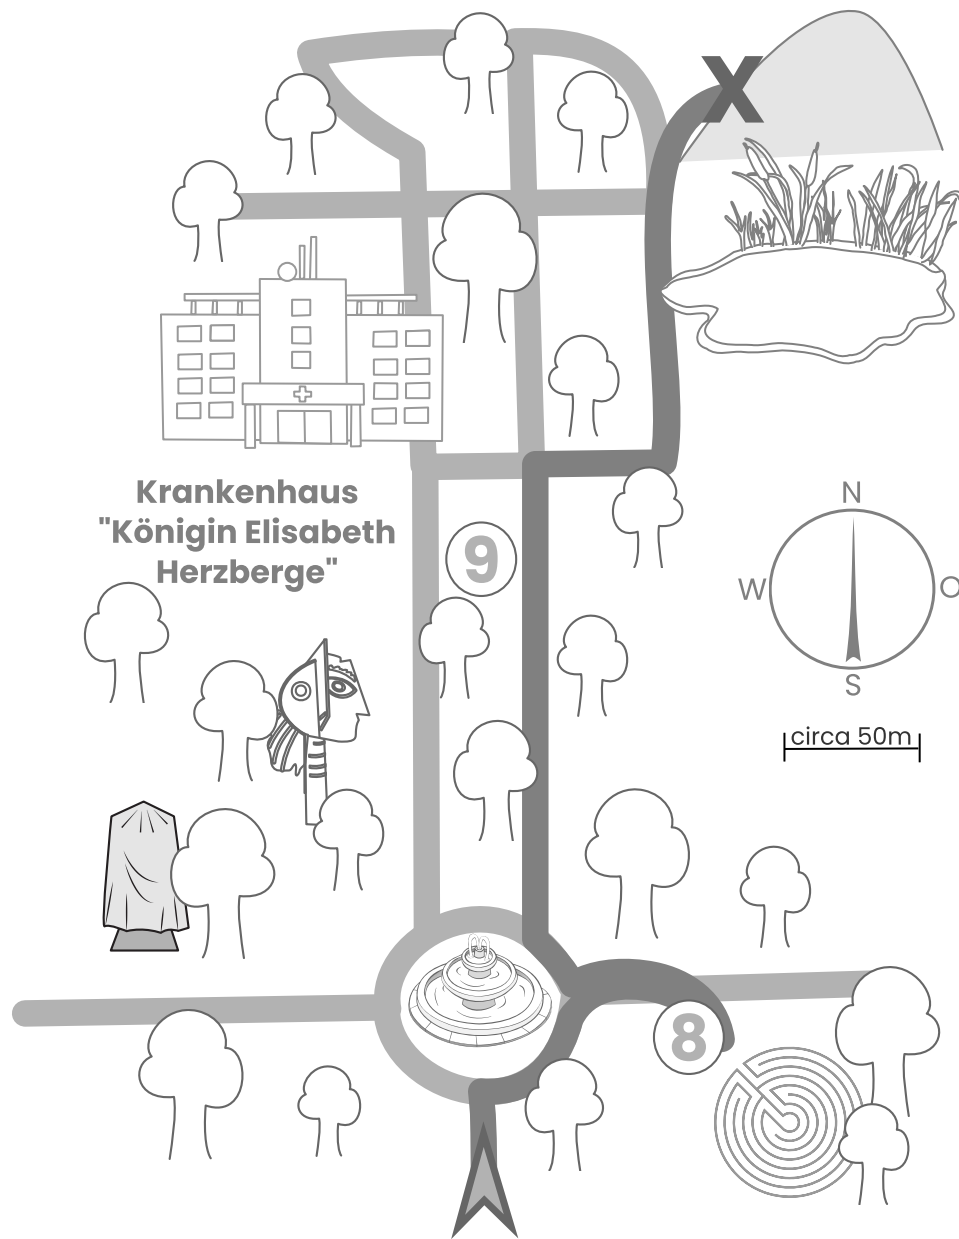 X
Krankenhaus
"Königin Elisabeth
Herzberge"
9
N
W
O
S
circa 50m
8